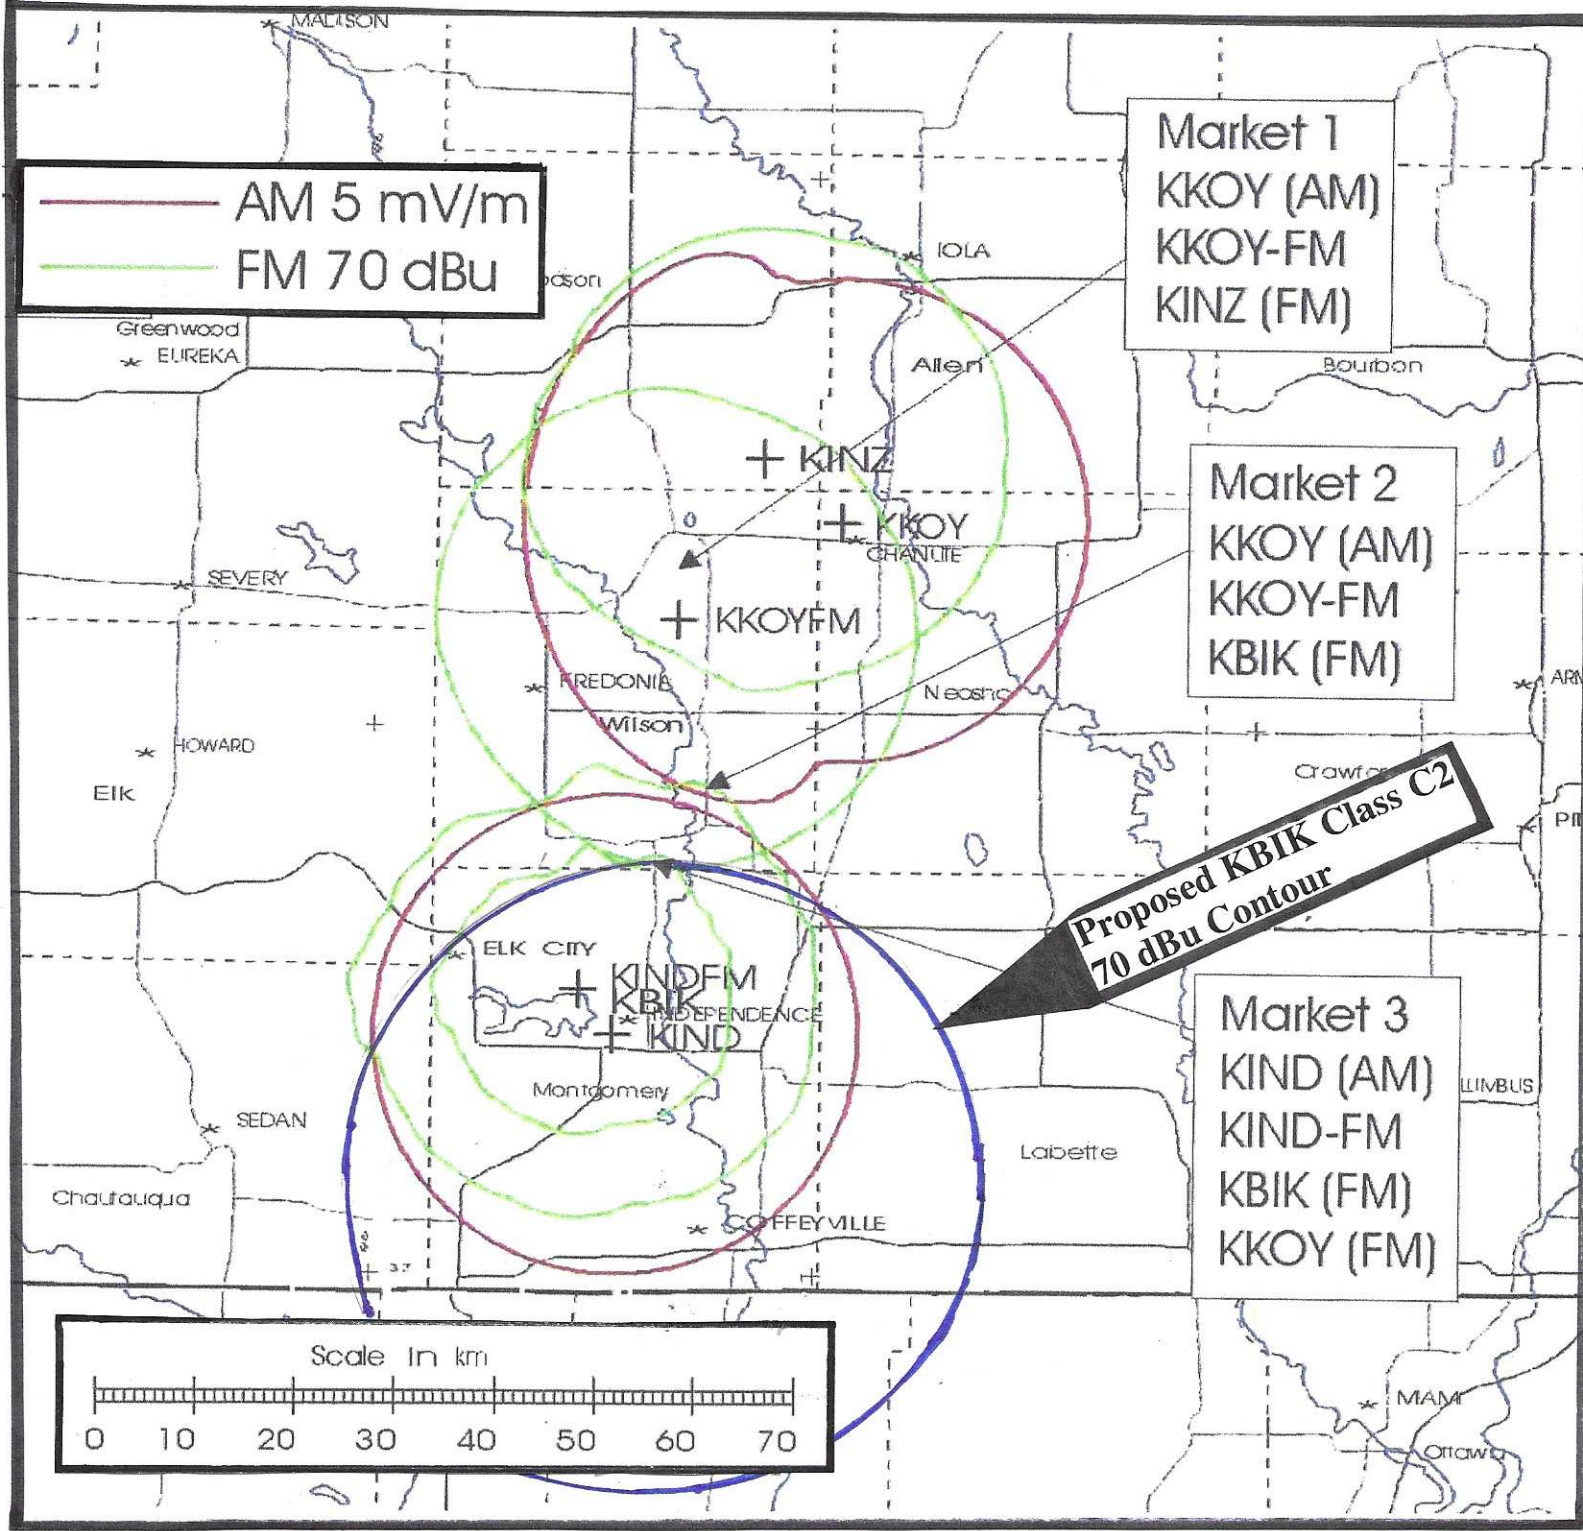 MADISON
AM 5 mV/m
FM 70 dBu
Market 1
KKOY (AM)
KKOY-FM
KINZ (FM)
IOLA
Greenwood
EUREKA
Allen
Bourbon
KINZ
Market 2
KKOY (AM)
KKOY-FM
KBIK (FM)
KKOY
CHANUTE
SEVERY
KKOYFM
FREDONIA
Neosho
Wilson
HOWARD
Elk
Proposed KBIK Class C2
70 dBu Contour
ELK CITY
KINDFM
KBIK
INDEPENDENCE
KIND
Market 3
KIND (AM)
KIND-FM
KBIK (FM)
KKOY (FM)
Montgomery
SEDAN
Labette
Chautauqua
COFFEYVILLE
96
37
Scale In km
0 10 20 30 40 50 60 70
MIAMI
Ottawa